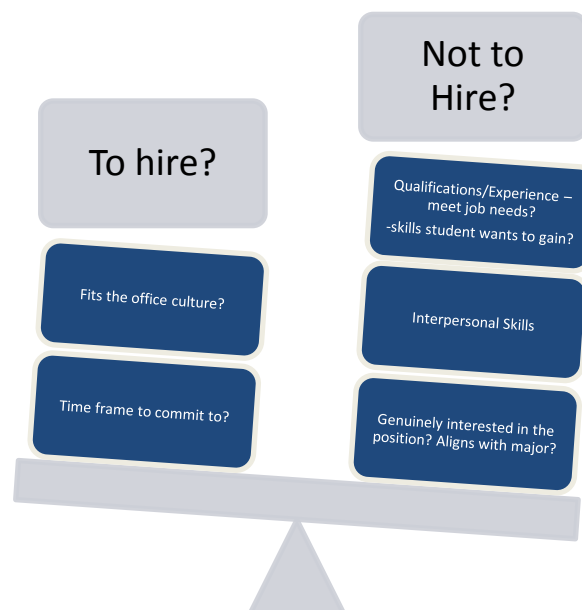 To hire?
Fits the office culture?
Time frame to commit to?
Not to
Hire?
Qualifications/Experience –
meet job needs?
-skills student wants to gain?
Interpersonal Skills
Genuinely interested in the
position? Aligns with major?